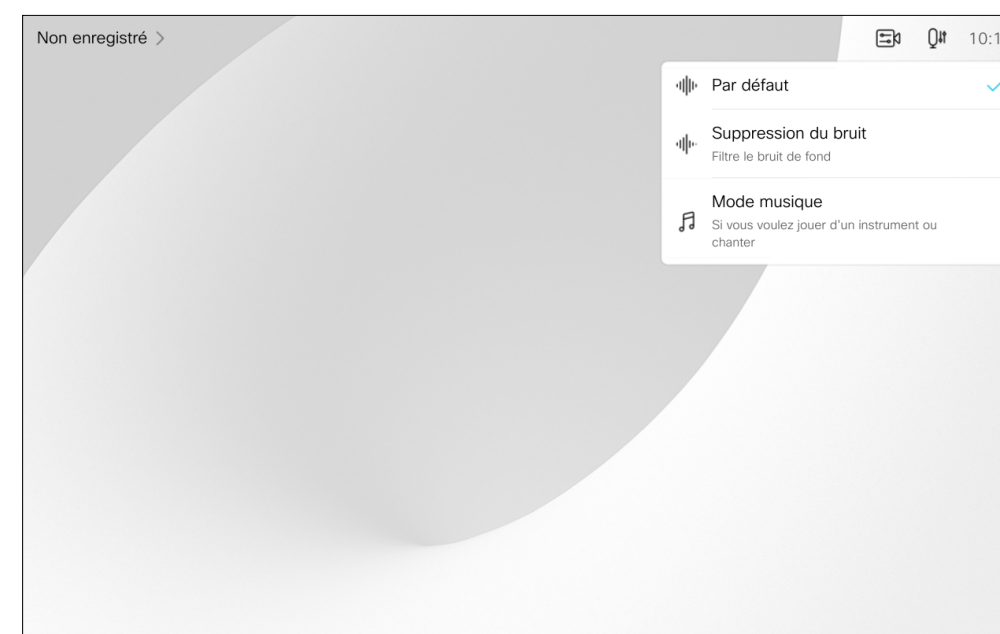 Non enregistré
10:1
Par défaut
Suppression du bruit
Filtre le bruit de fond
Mode musique
Si vous voulez jouer d'un instrument ou
chanter